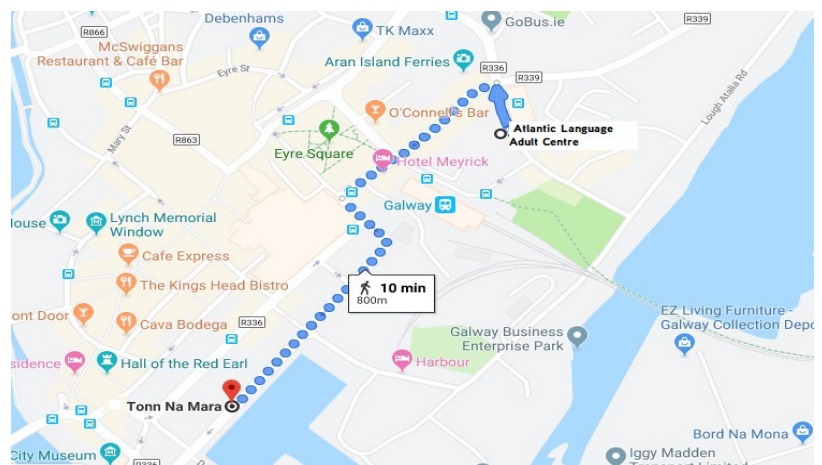 Debenhams
GoBus.ie
R339
R866
TK Maxx
McSwiggans
Restaurant & Café Bar
Eyre St
Aran Island Ferries
R336
R339
Lough Atalia Rd
O'Connell's Bar
Atlantic Language
Adult Centre
Mary St
R863
Eyre Square
Hotel Meyrick
Galway
Lynch Memorial
Window
House
Cafe Express
The Kings Head Bistro
10 min
800m
EZ Living Furniture -
Galway Collection Depo
ont Door
Cava Bodega
R336
Galway Business
Enterprise Park
sidence
Hall of the Red Earl
Harbour
Tonn Na Mara
Bord Na Mona
City Museum
R336
Iggy Madden
Transport Limited